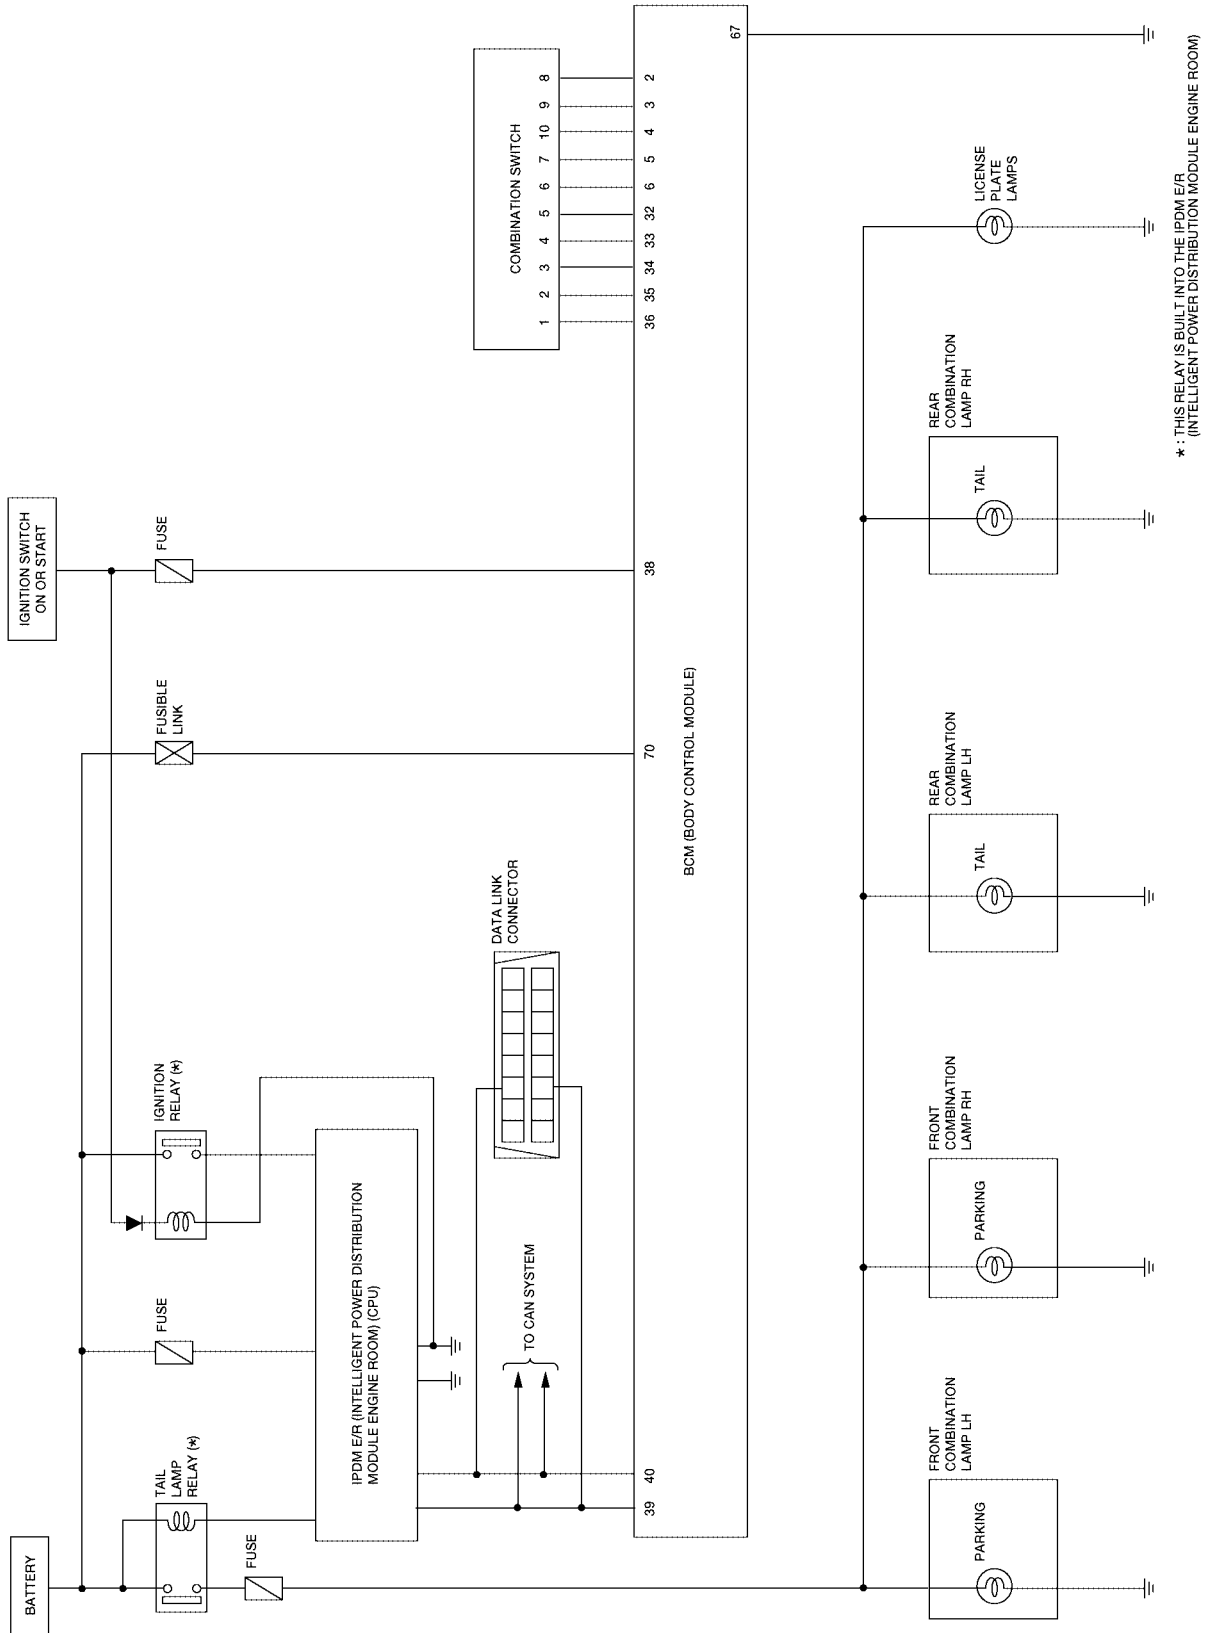 BATTERY
IGNITION SWITCH
ON OR START
TAIL
LAMP
RELAY (*)
FUSE
FUSE
IGNITION
RELAY (*)
FUSIBLE
LINK
FUSE
IPDM E/R (INTELLIGENT POWER DISTRIBUTION
MODULE ENGINE ROOM) (CPU)
TO CAN SYSTEM
DATA LINK
CONNECTOR
COMBINATION SWITCH
1 2 3 4 5 6 7 10 9 8
39 40 70 38 36 35 34 33 32 6 5 4 3 2
BCM (BODY CONTROL MODULE)
67
FRONT
COMBINATION
LAMP LH
PARKING
FRONT
COMBINATION
LAMP RH
PARKING
REAR
COMBINATION
LAMP LH
TAIL
REAR
COMBINATION
LAMP RH
TAIL
LICENSE
PLATE
LAMPS
* : THIS RELAY IS BUILT INTO THE IPDM E/R
(INTELLIGENT POWER DISTRIBUTION MODULE ENGINE ROOM)